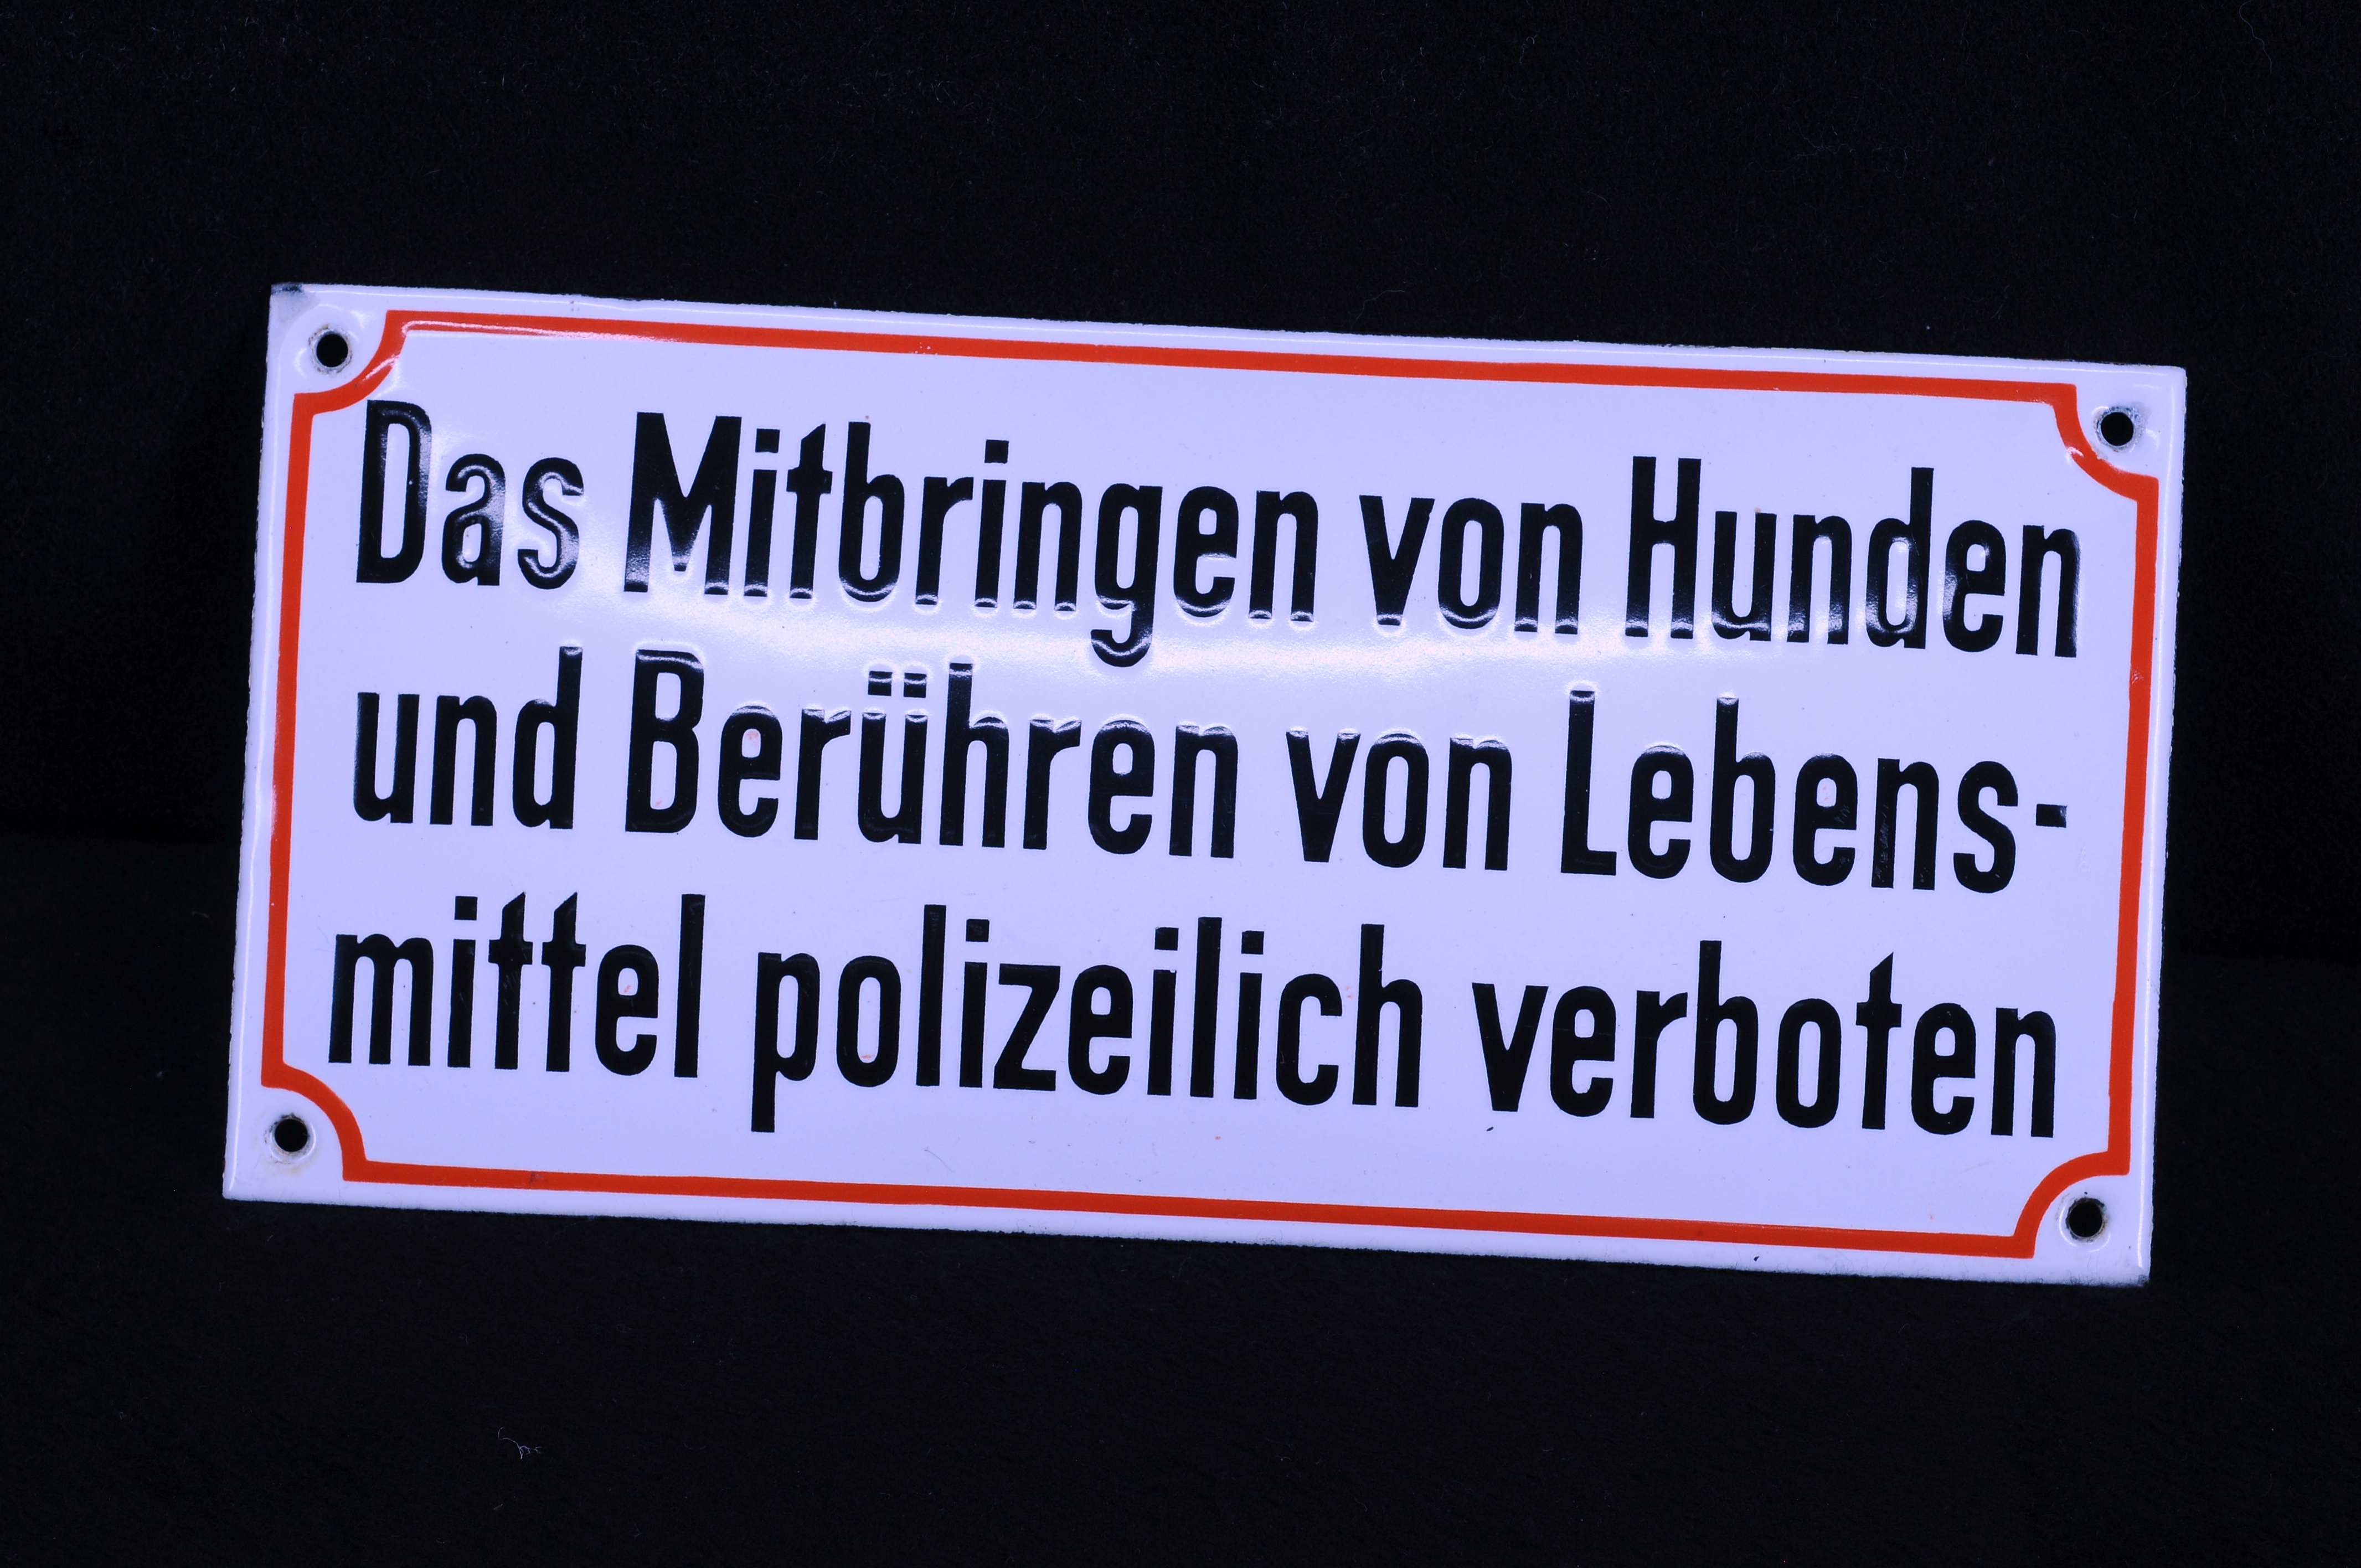 Das Mitbringen von Hunden
und Berühren von Lebens-
mittel polizeilich verboten